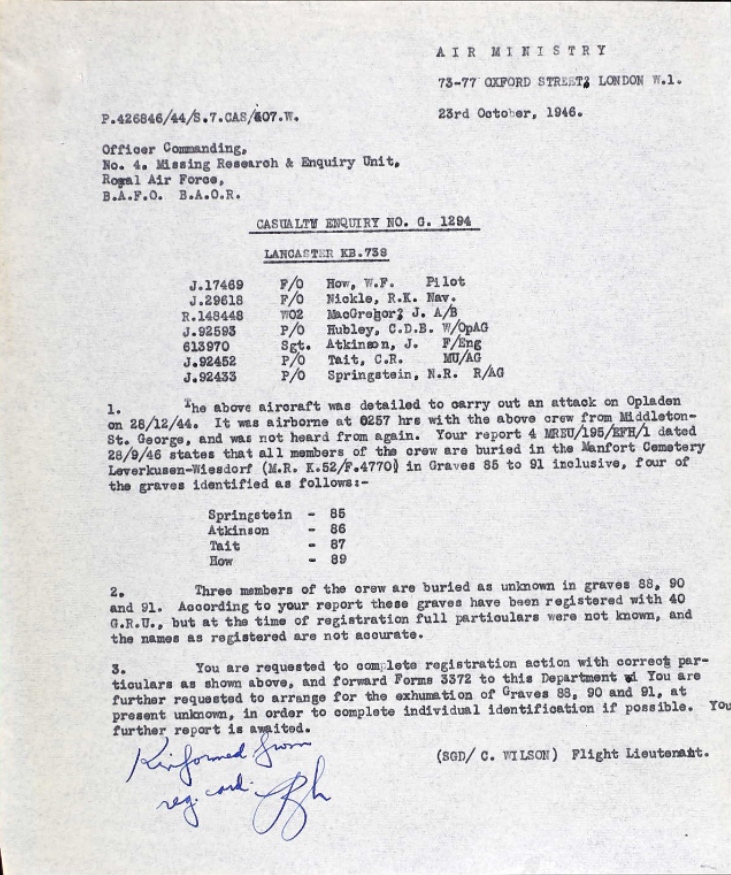 AIR MINISTRY
73-77 OXFORD STREET, LONDON W.1.
P.426846/44/S.7.CAS/407.W.
23rd October, 1946.
Officer Commanding,
No. 4. Missing Research & Enquiry Unit,
Royal Air Force,
B.A.F.O. B.A.O.R.
CASUALTY ENQUIRY NO. G. 1294
LANCASTER KB.738
J.17469 F/O How, W.F. Pilot
J.29618 F/O Nickle, R.K. Nav.
R.148448 WO2 MacGregor, J. A/B
J.92593 P/O Hubley, C.D.B. W/OpAG
613970 Sgt. Atkinson, J. F/Eng
J.92452 P/O Tait, C.R. MU/AG
J.92433 P/O Springstein, N.R. R/AG
1. The above aircraft was detailed to carry out an attack on Opladen
on 28/12/44. It was airborne at 0257 hrs with the above crew from Middleton-
St. George, and was not heard from again. Your report 4 MREU/195/EFH/1 dated
28/9/46 states that all members of the crew are buried in the Manfort Cemetery
Leverkusen-Wiesdorf (M.R. K.52/F.4770) in Graves 85 to 91 inclusive, four of
the graves identified as follows:-
Springstein - 85
Atkinson - 86
Tait - 87
How - 89
2. Three members of the crew are buried as unknown in graves 88, 90
and 91. According to your report these graves have been registered with 40
G.R.U., but at the time of registration full particulars were not known, and
the names as registered are not accurate.
3. You are requested to complete registration action with correct par-
ticulars as shown above, and forward Forms 3372 to this Department You are
further requested to arrange for the exhumation of Graves 88, 90 and 91, at
present unknown, in order to complete individual identification if possible. You
further report is awaited.
(SGD/ C. WILSON) Flight Lieutenant.
from
reg. card.